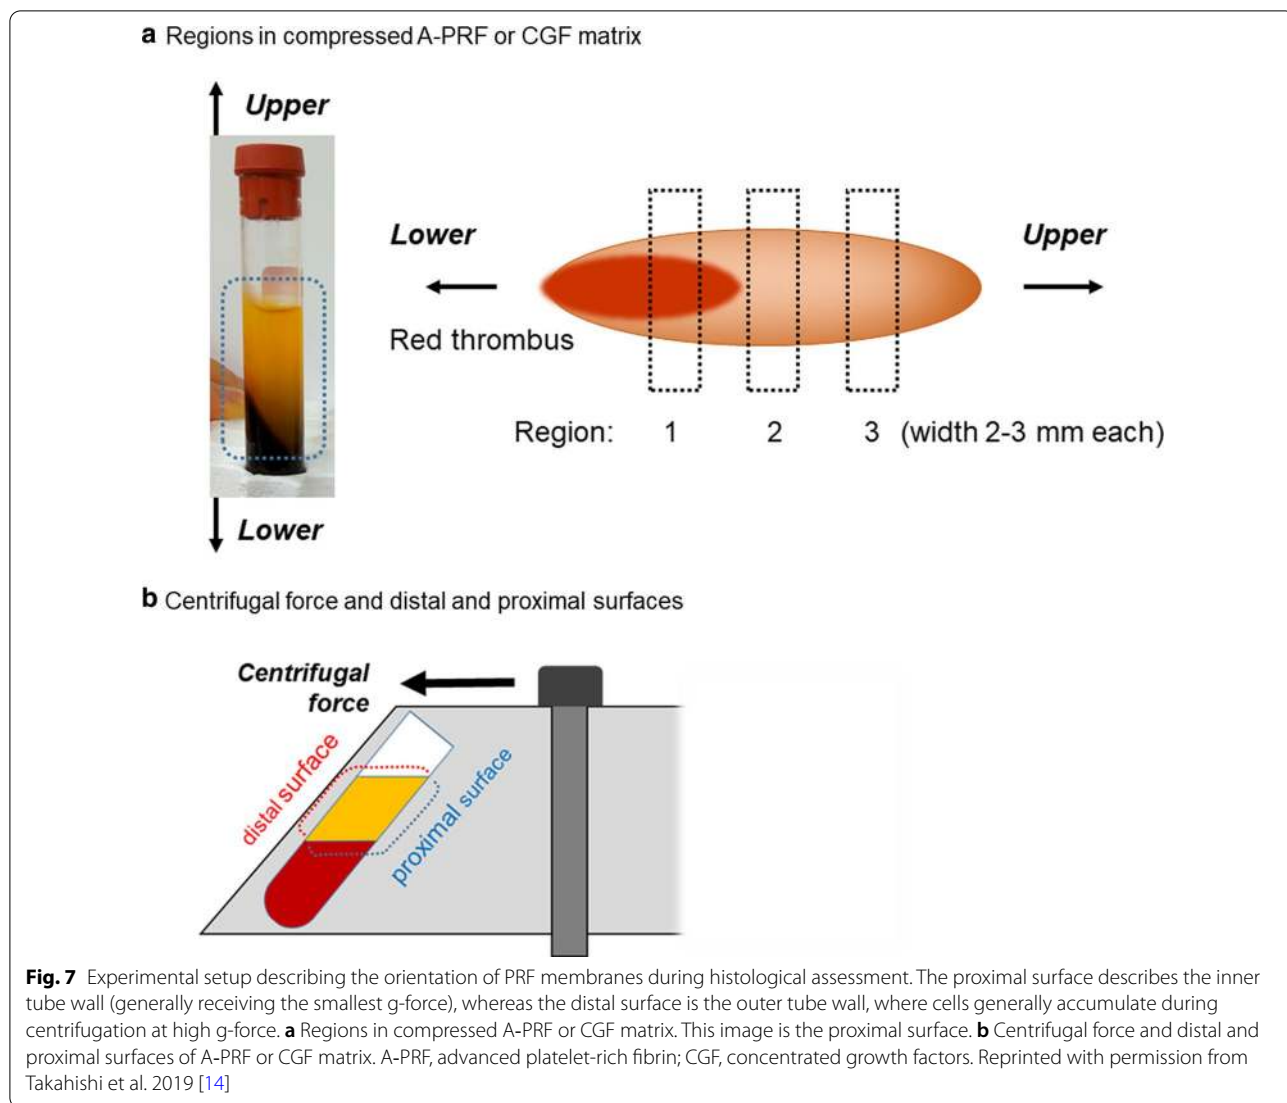 a Regions in compressed A-PRF or CGF matrix
Upper
Lower
Upper
Red thrombus
Region: 1 2 3 (width 2-3 mm each)
Lower
b Centrifugal force and distal and proximal surfaces
Centrifugal
force
distal surface
proximal surface
Fig. 7 Experimental setup describing the orientation of PRF membranes during histological assessment. The proximal surface describes the inner
tube wall (generally receiving the smallest g-force), whereas the distal surface is the outer tube wall, where cells generally accumulate during
centrifugation at high g-force. a Regions in compressed A-PRF or CGF matrix. This image is the proximal surface. b Centrifugal force and distal and
proximal surfaces of A-PRF or CGF matrix. A-PRF, advanced platelet-rich fibrin; CGF, concentrated growth factors. Reprinted with permission from
Takahishi et al. 2019 [14]